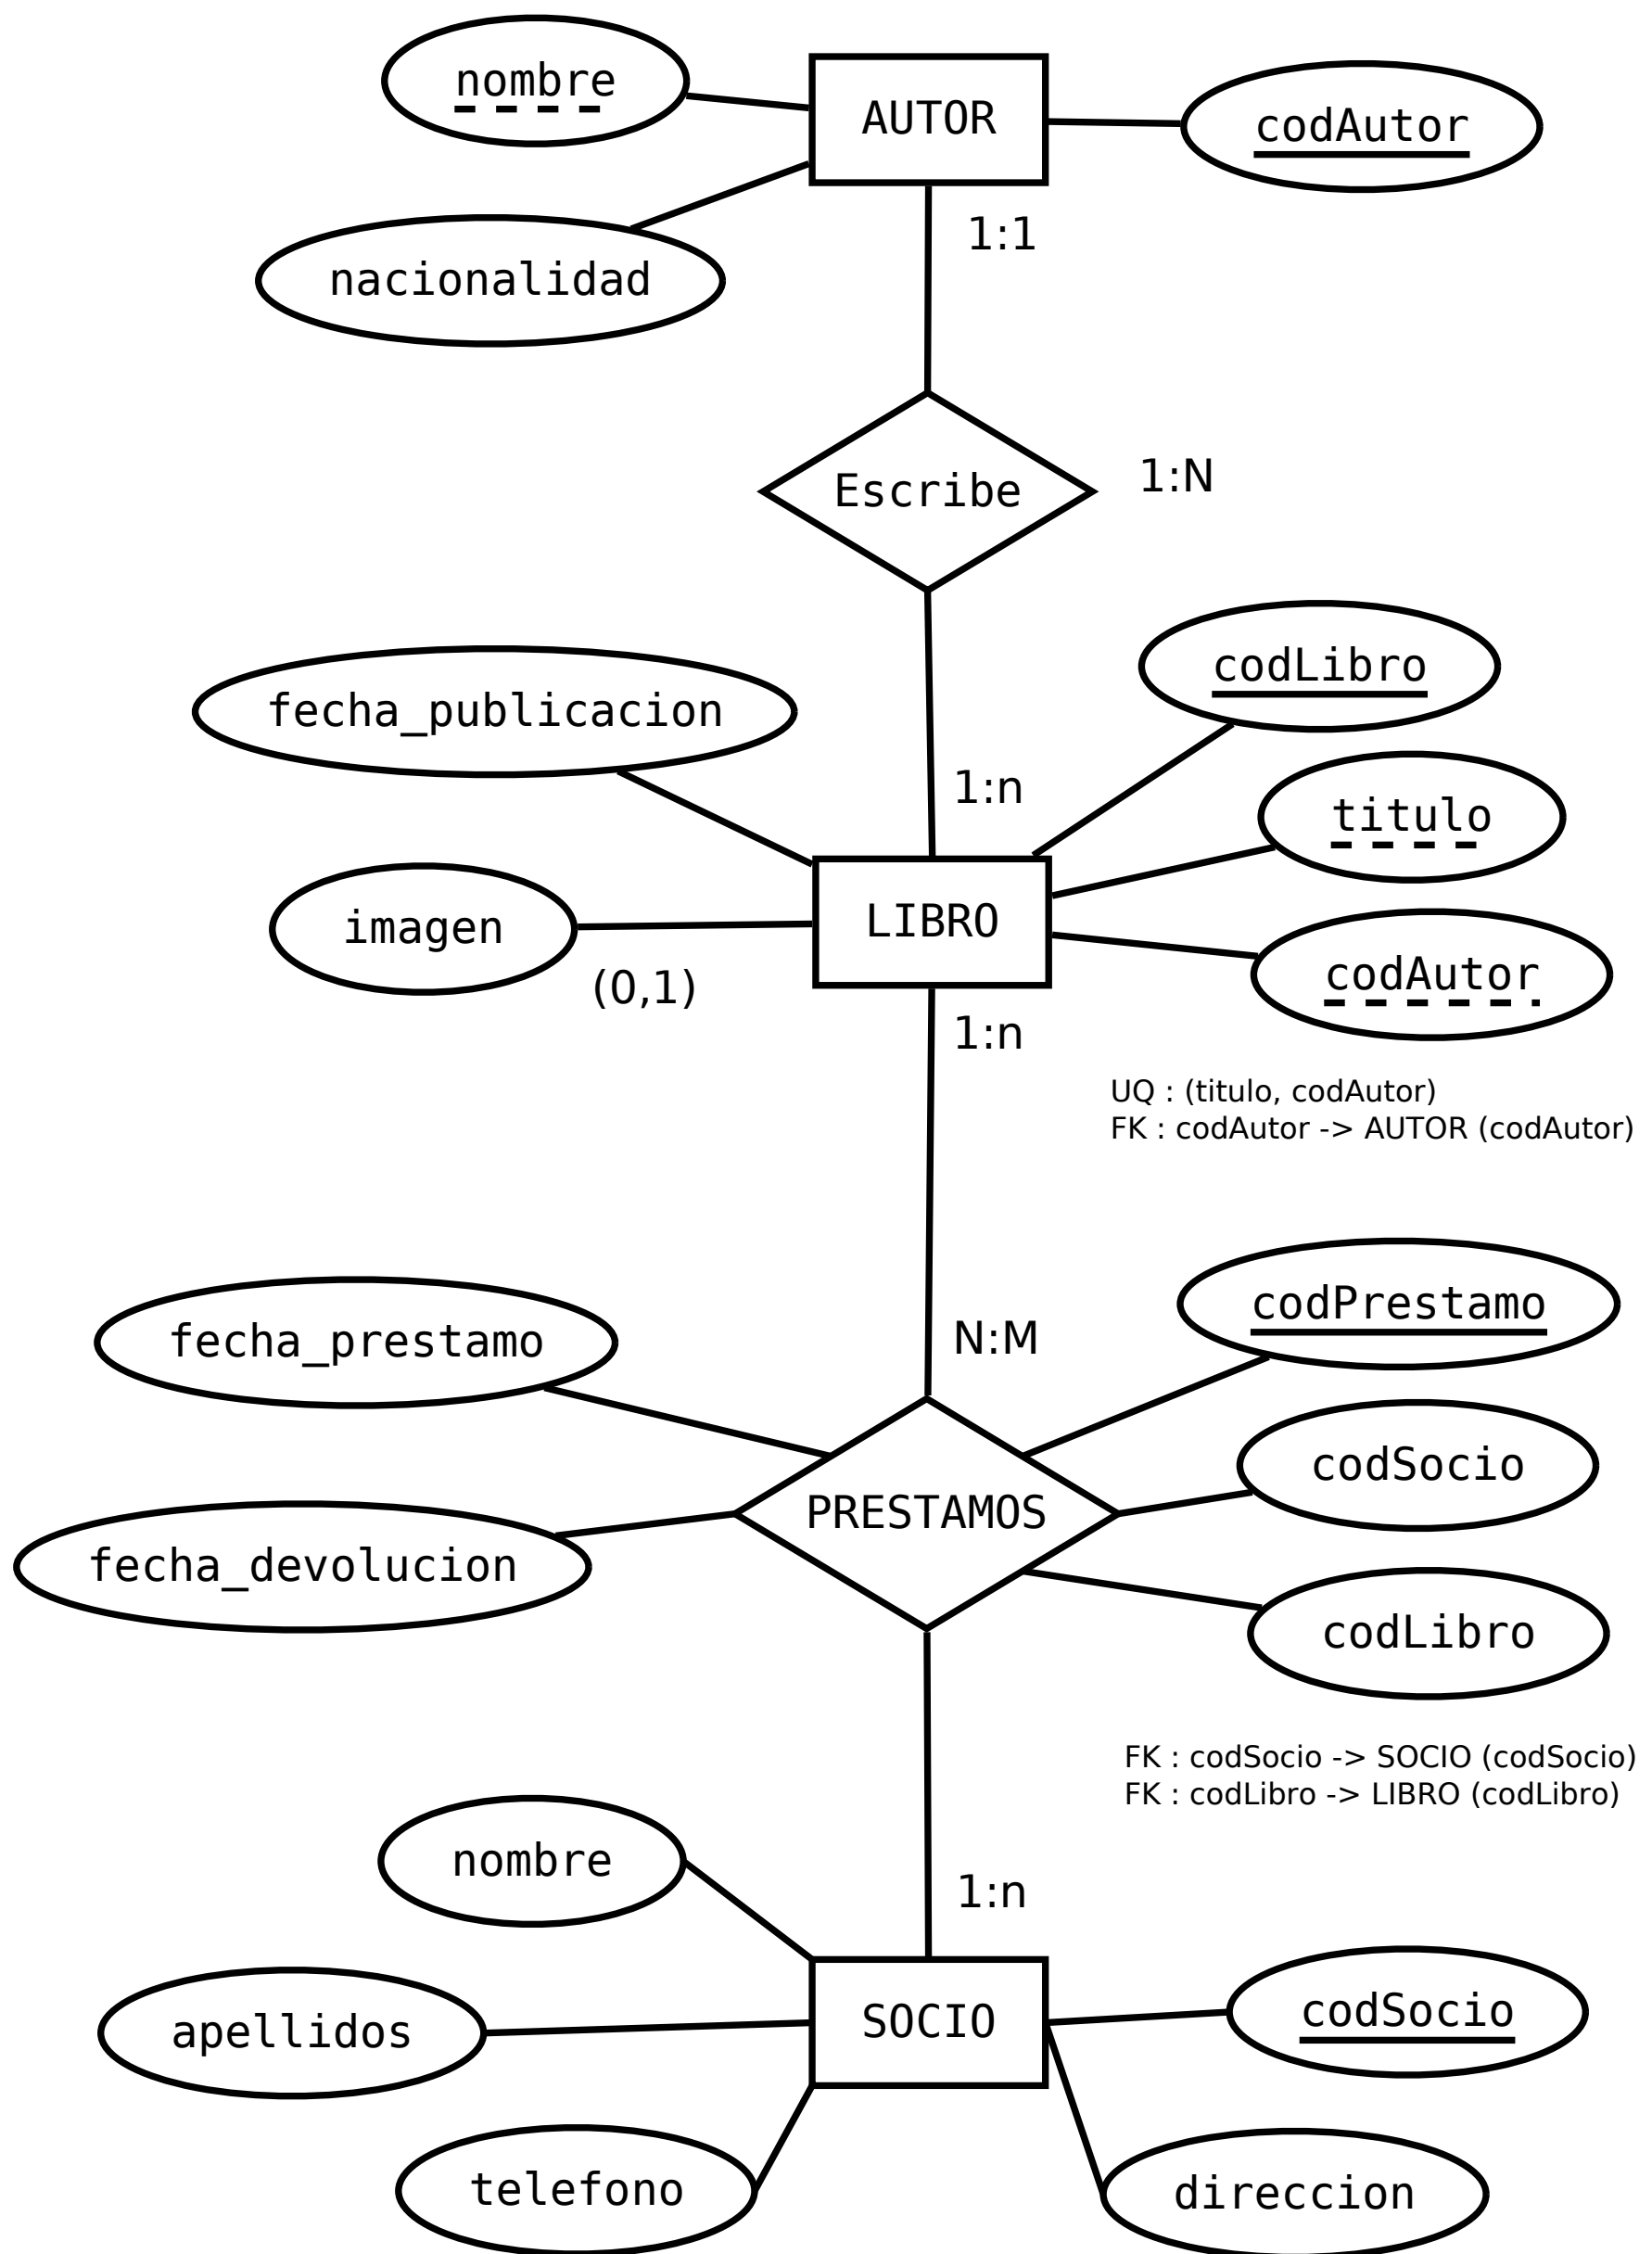 nombre
AUTOR
codAutor
nacionalidad
1:1
Escribe
1:N
codLibro
fecha_publicacion
1:n
titulo
LIBRO
imagen
codAutor
(0,1)
1:n
UQ : (titulo, codAutor)
FK : codAutor -> AUTOR (codAutor)
codPrestamo
fecha_prestamo
N:M
codSocio
PRESTAMOS
fecha_devolucion
codLibro
FK : codSocio -> SOCIO (codSocio)
FK : codLibro -> LIBRO (codLibro)
nombre
1:n
codSocio
SOCIO
apellidos
telefono
direccion